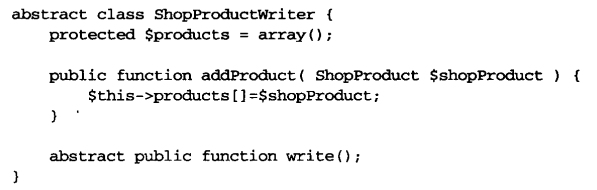 abstract class ShopProductWriter {
    protected $products = array();

    public function addProduct( ShopProduct $shopProduct ) {
        $this->products[]=$shopProduct;
    }

    abstract public function write();
}